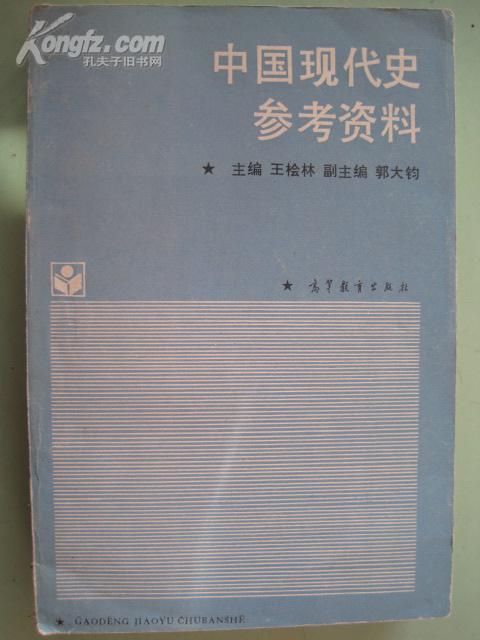 Kongfz.com
孔夫子旧书网
中国现代史
参考资料
★ 主编 王桧林 副主编 郭大钧
★ 高等教育出版社
★ GAODENG JIAOYU CHUBANSHE